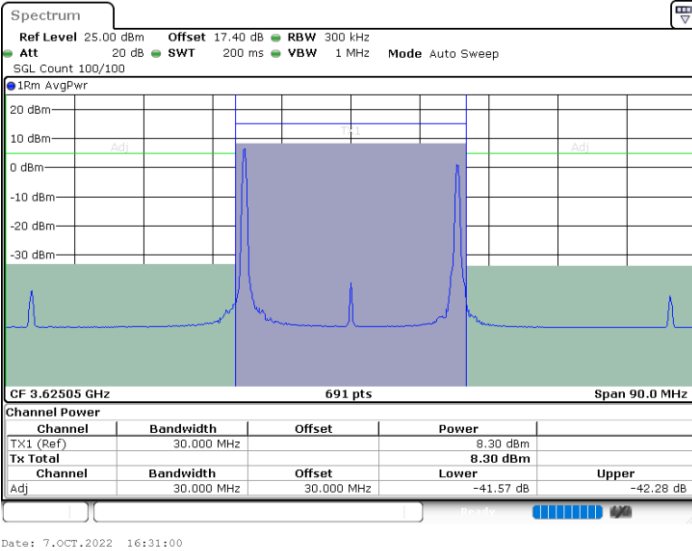 Spectrum
Ref Level 25.00 dBm Offset 17.40 dB RBW 300 kHz
Att 20 dB SWT 200 ms VBW 1 MHz Mode Auto Sweep
SGL Count 100/100
1Rm AvgPwr
20 dBm
TX1
10 dBm
Adj Adj
0 dBm
-10 dBm
-20 dBm
-30 dBm
CF 3.62505 GHz 691 pts Span 90.0 MHz
Channel Power
Channel Bandwidth Offset Power
TX1 (Ref) 30.000 MHz 8.30 dBm
Tx Total 8.30 dBm
Channel Bandwidth Offset Lower Upper
Adj 30.000 MHz 30.000 MHz -41.57 dB -42.28 dB
Ready
Date: 7.OCT.2022 16:31:00